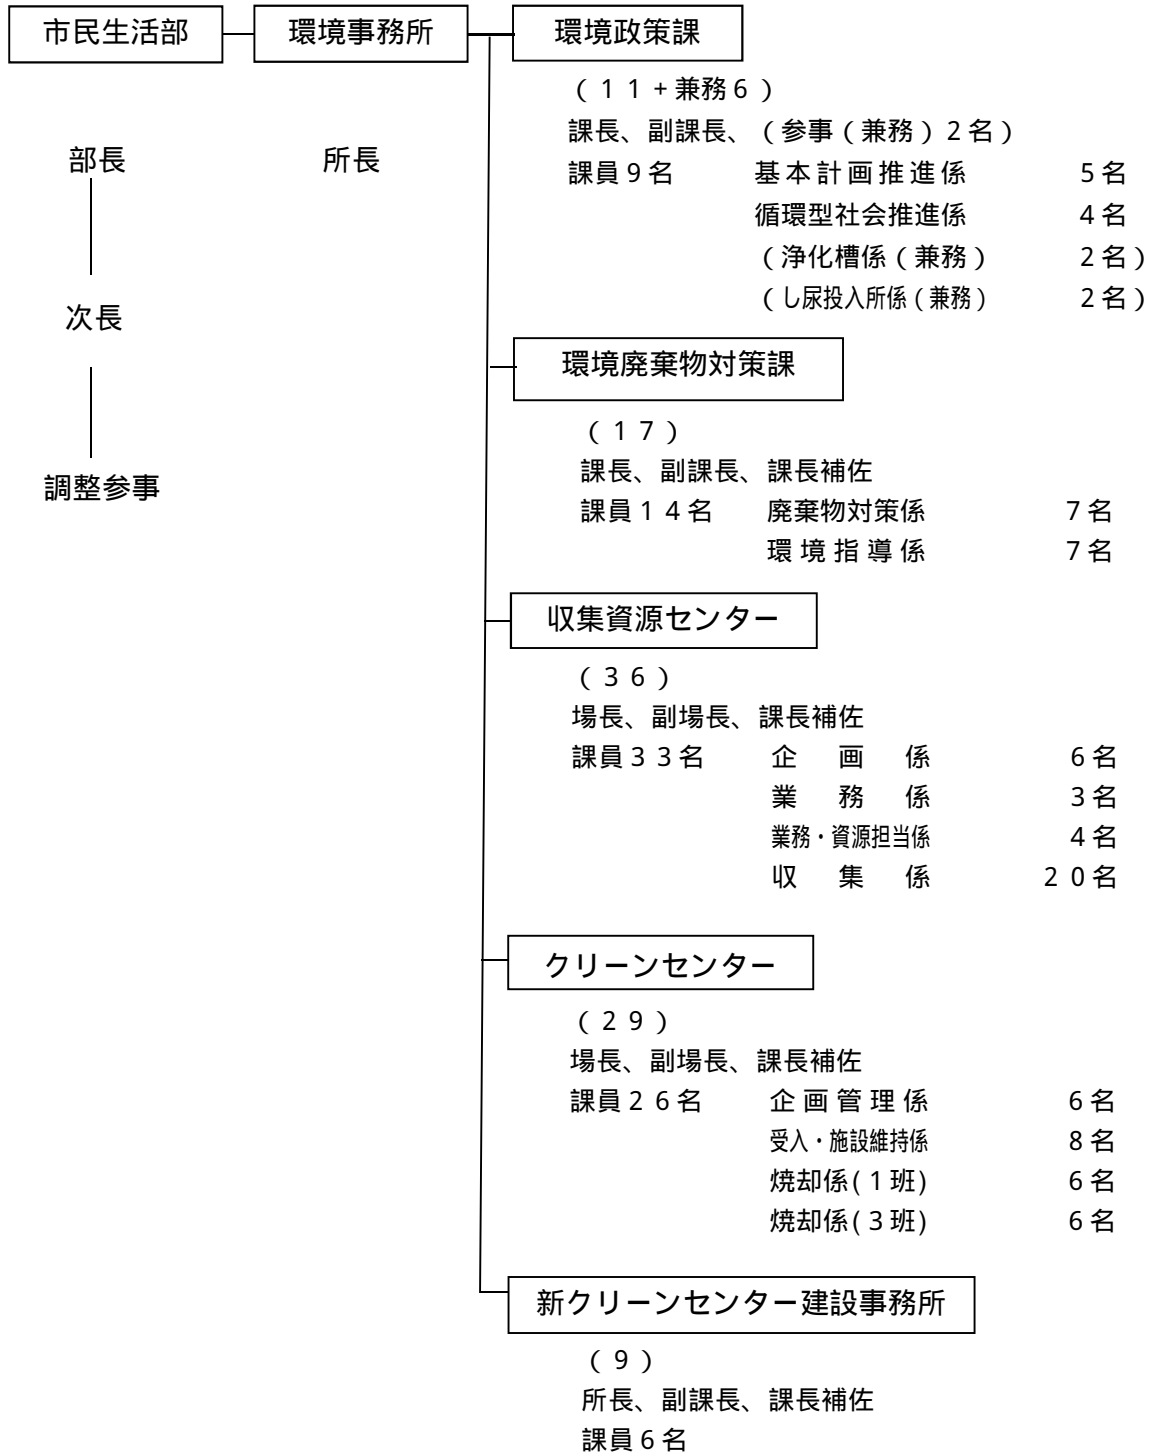 市民生活部 環境事務所 環境政策課
（１１+兼務６）
課長、副課長、（参事（兼務）２名）
部長 所長
課員９名 基本計画推進係 ５名
循環型社会推進係 ４名
（浄化槽係（兼務） ２名）
（し尿投入所係（兼務） ２名）
次長
環境廃棄物対策課
（１７）
課長、副課長、課長補佐
調整参事
課員１４名 廃棄物対策係 ７名
環境指導係 ７名
収集資源センター
（３６）
場長、副場長、課長補佐
課員３３名 企画係 ６名
業務係 ３名
業務・資源担当係 ４名
収集係 ２０名
クリーンセンター
（２９）
場長、副場長、課長補佐
課員２６名 企画管理係 ６名
受入・施設維持係 ８名
焼却係(１班) ６名
焼却係(３班) ６名
新クリーンセンター建設事務所
（９）
所長、副課長、課長補佐
課員６名